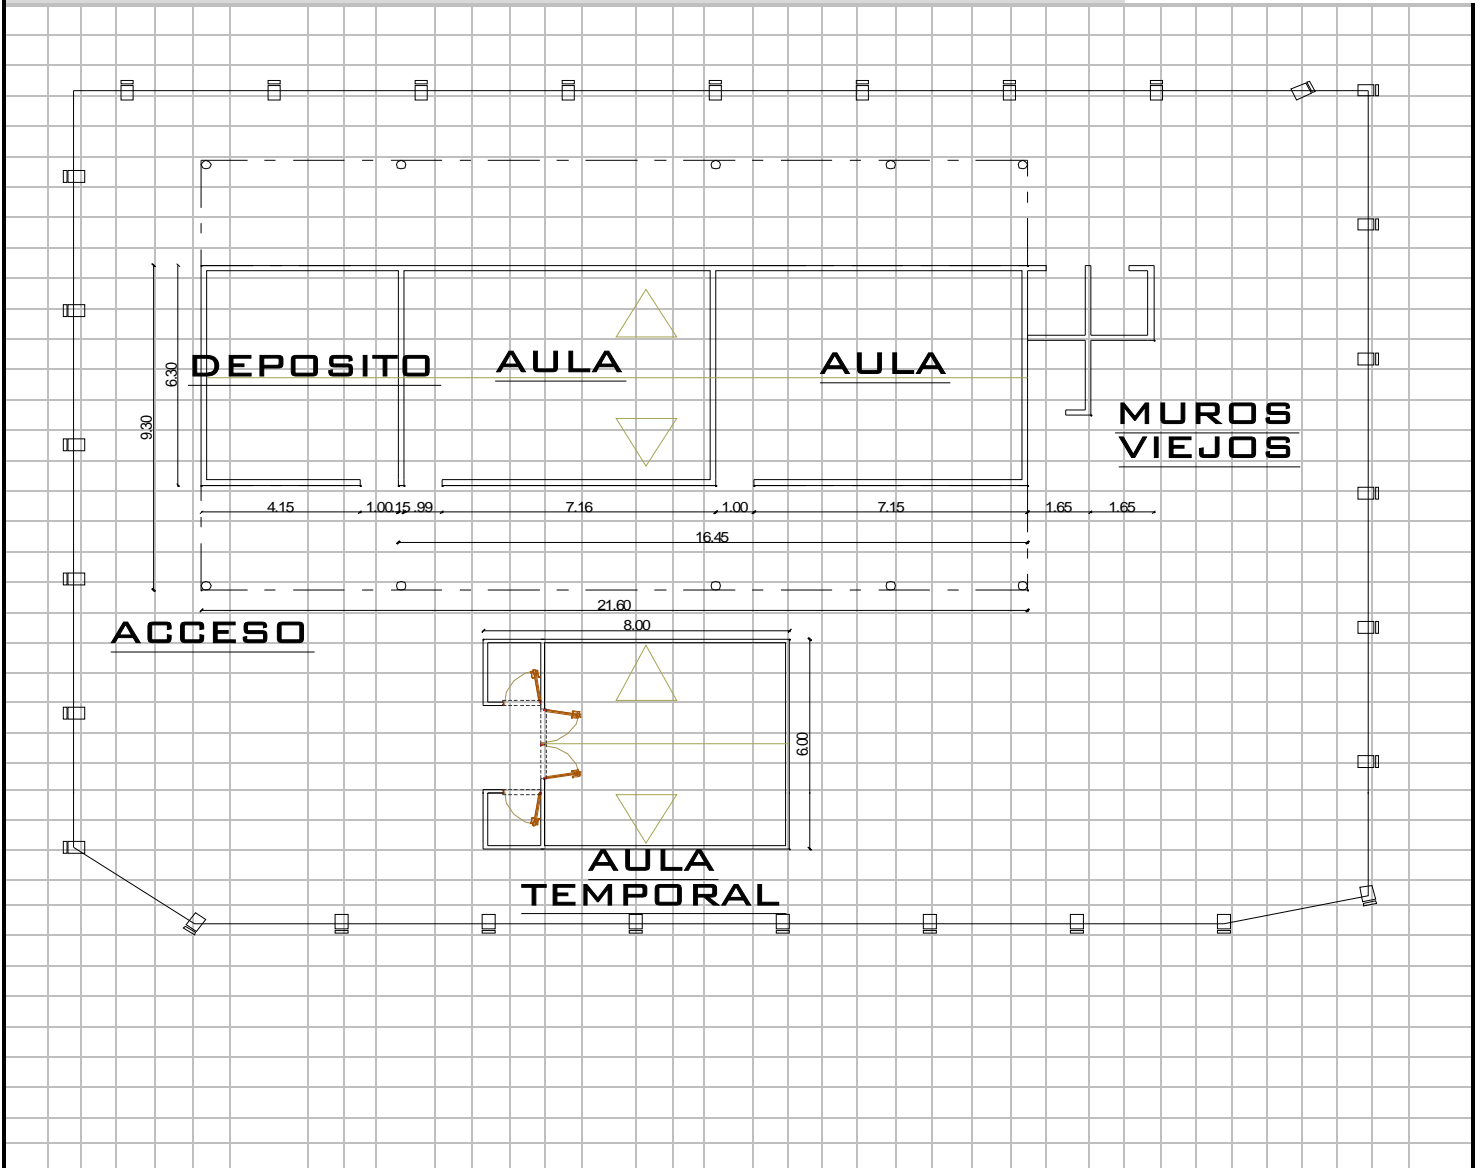 DEPOSITO
AULA
AULA
6.30
9.30
MUROS
VIEJOS
4.15
1.00
.15
.99
7.16
1.00
7.15
1.65
1.65
16.45
21.60
ACCESO
8.00
6.00
AULA
TEMPORAL